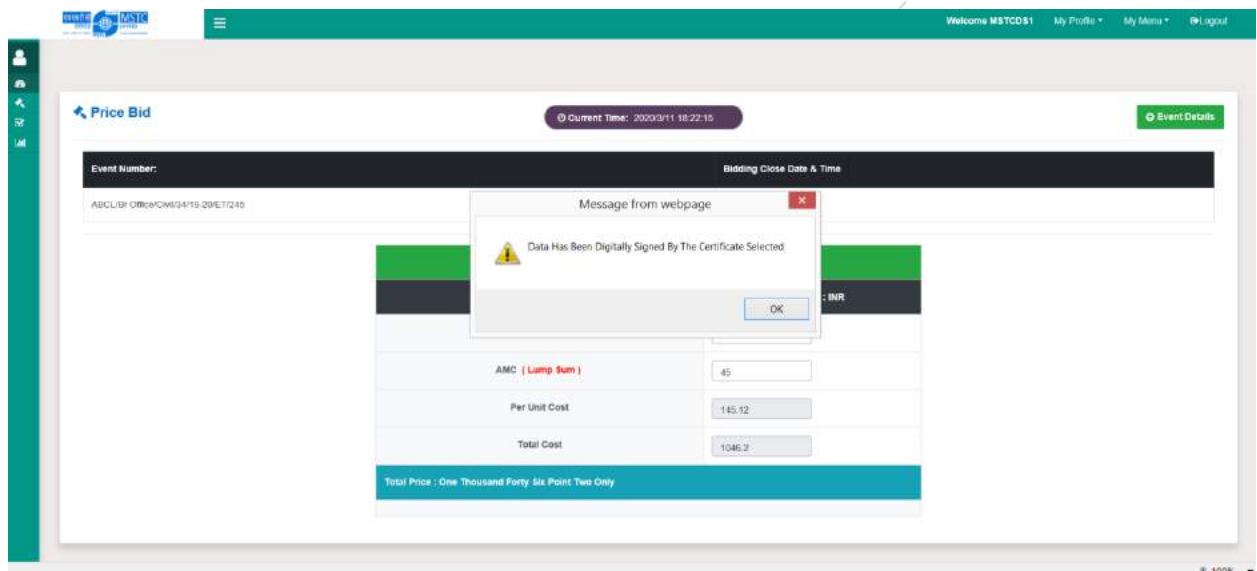 MSTC
Welcome MSTCDS1 My Profile My Menu Logout
Price Bid
Current Time: 2020/3/11 16:22:15
Event Details
Event Number:
Bidding Close Date & Time
ABCL/Br Office/Civil/34/19-20/ET/245
Message from webpage
Data Has Been Digitally Signed By The Certificate Selected
OK
: INR
AMC ( Lump Sum )
45
Per Unit Cost
145.12
Total Cost
1046.2
Total Price : One Thousand Forty Six Point Two Only
100%